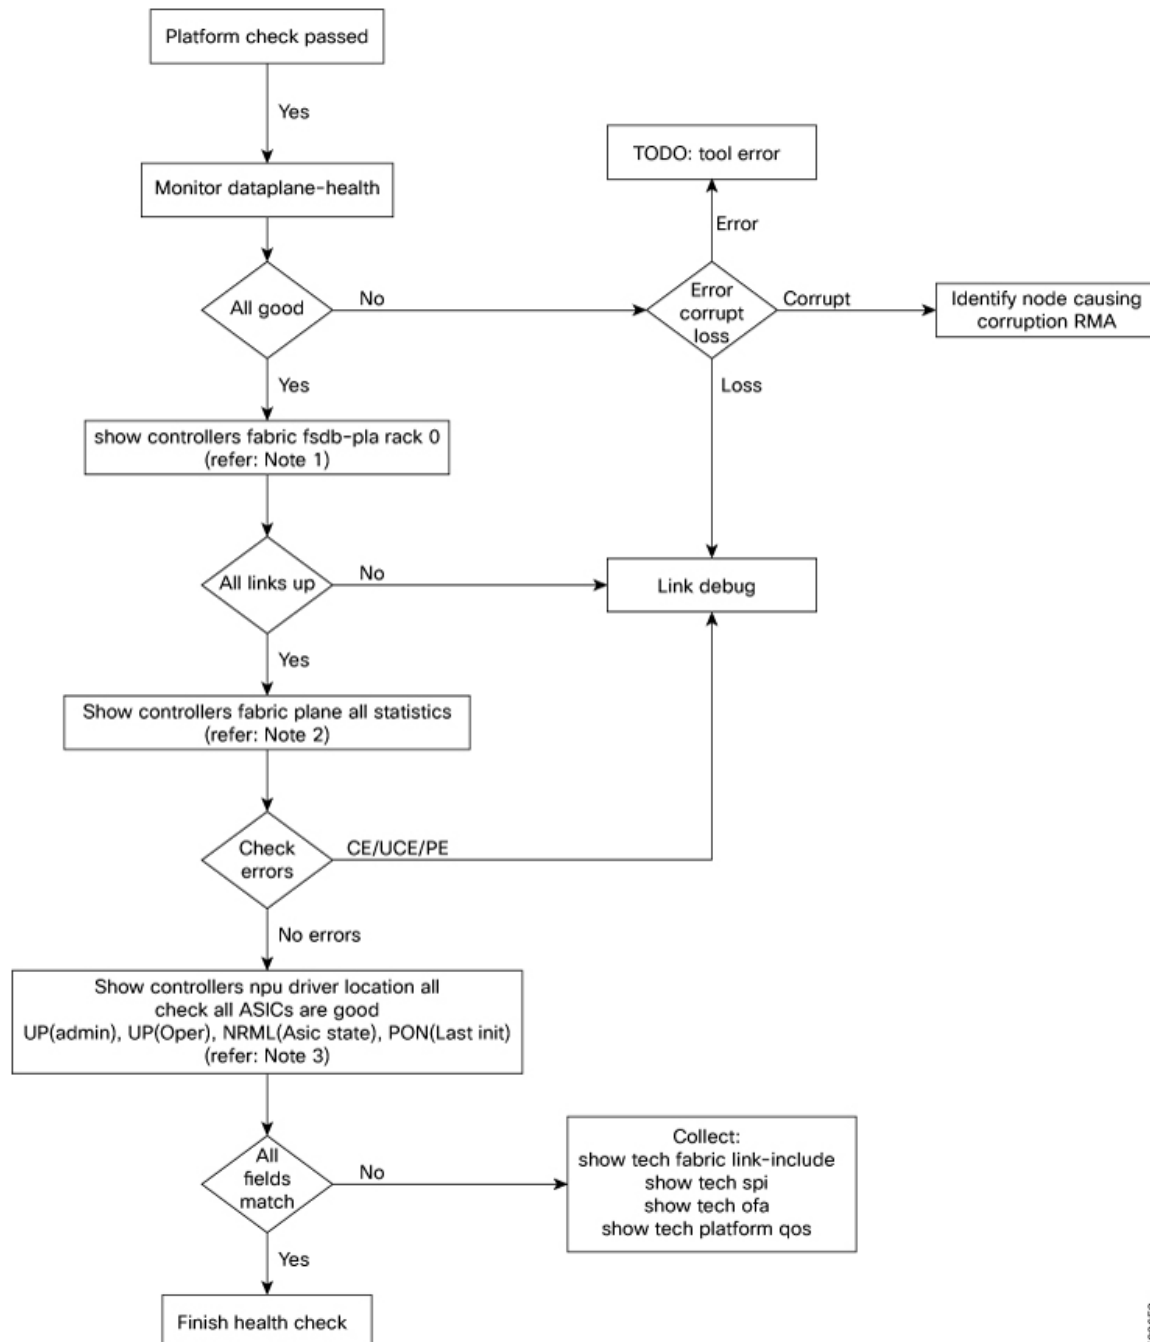 Platform check passed
Yes
Monitor dataplane-health
TODO: tool error
Error
All good
No
Error
corrupt
loss
Corrupt
Identify node causing
corruption RMA
Yes
Loss
show controllers fabric fsdb-pla rack 0
(refer: Note 1)
All links up
No
Link debug
Yes
Show controllers fabric plane all statistics
(refer: Note 2)
Check
errors
CE/UCE/PE
No errors
Show controllers npu driver location all
check all ASICs are good
UP(admin), UP(Oper), NRML(Asic state), PON(Last init)
(refer: Note 3)
All
fields
match
No
Collect:
show tech fabric link-include
show tech spi
show tech ofa
show tech platform qos
Yes
Finish health check